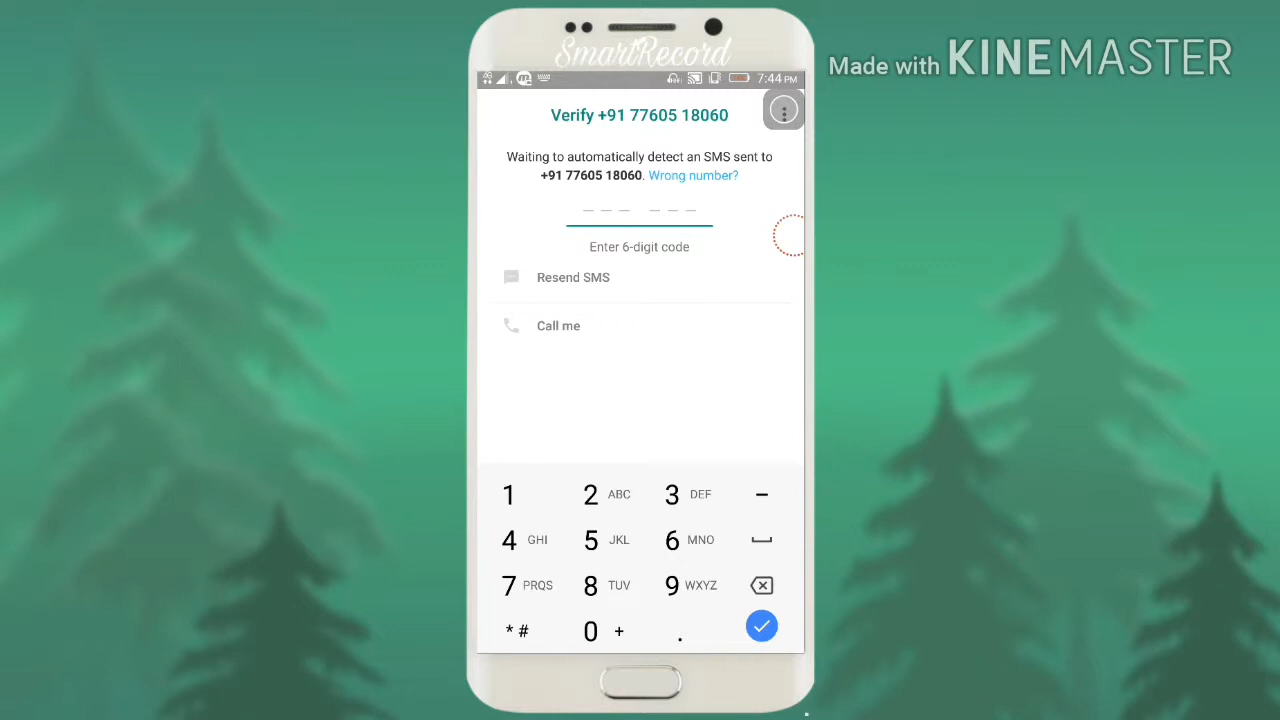 SmartRecord
Made with KINEMASTER
7:44 PM
Verify +91 77605 18060
Waiting to automatically detect an SMS sent to
+91 77605 18060. Wrong number?
Enter 6-digit code
Resend SMS
Call me
1 2 ABC 3 DEF –
4 GHI 5 JKL 6 MNO
7 PRQS 8 TUV 9 WXYZ
* # 0 + .